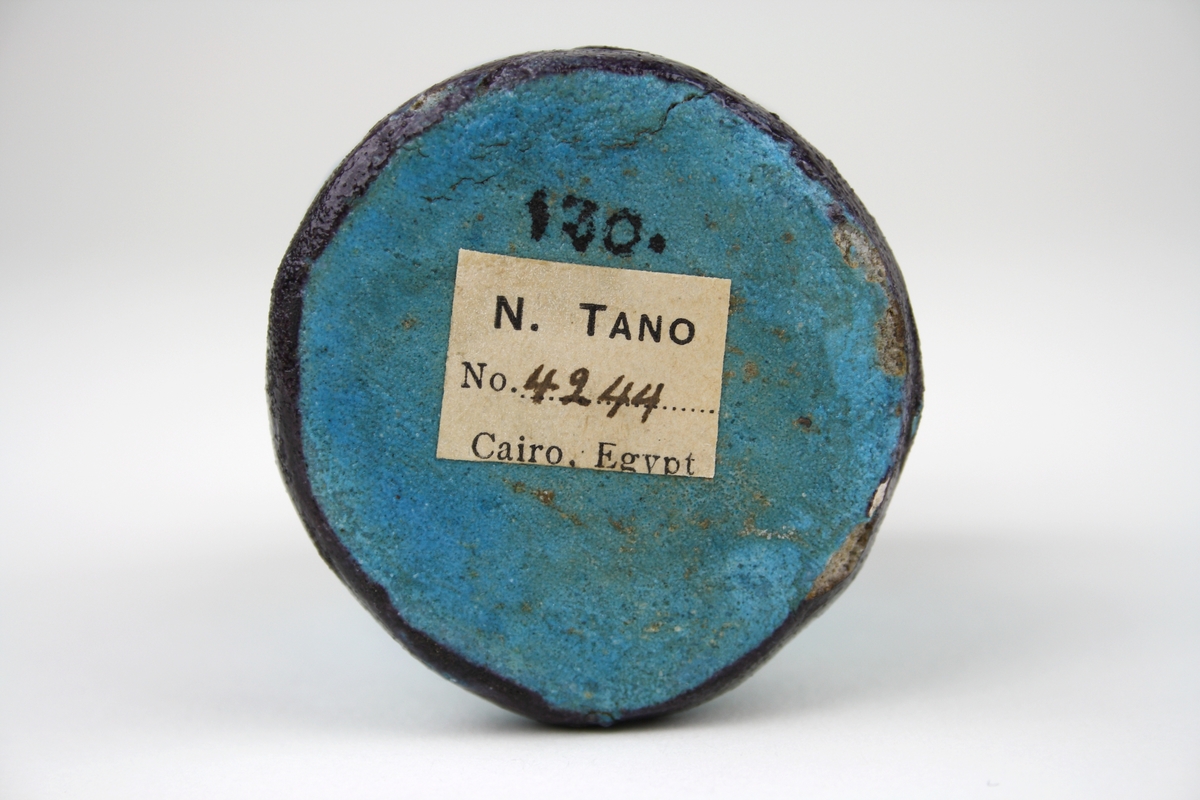 130.
N. TANO
No. 4244
Cairo, Egypt